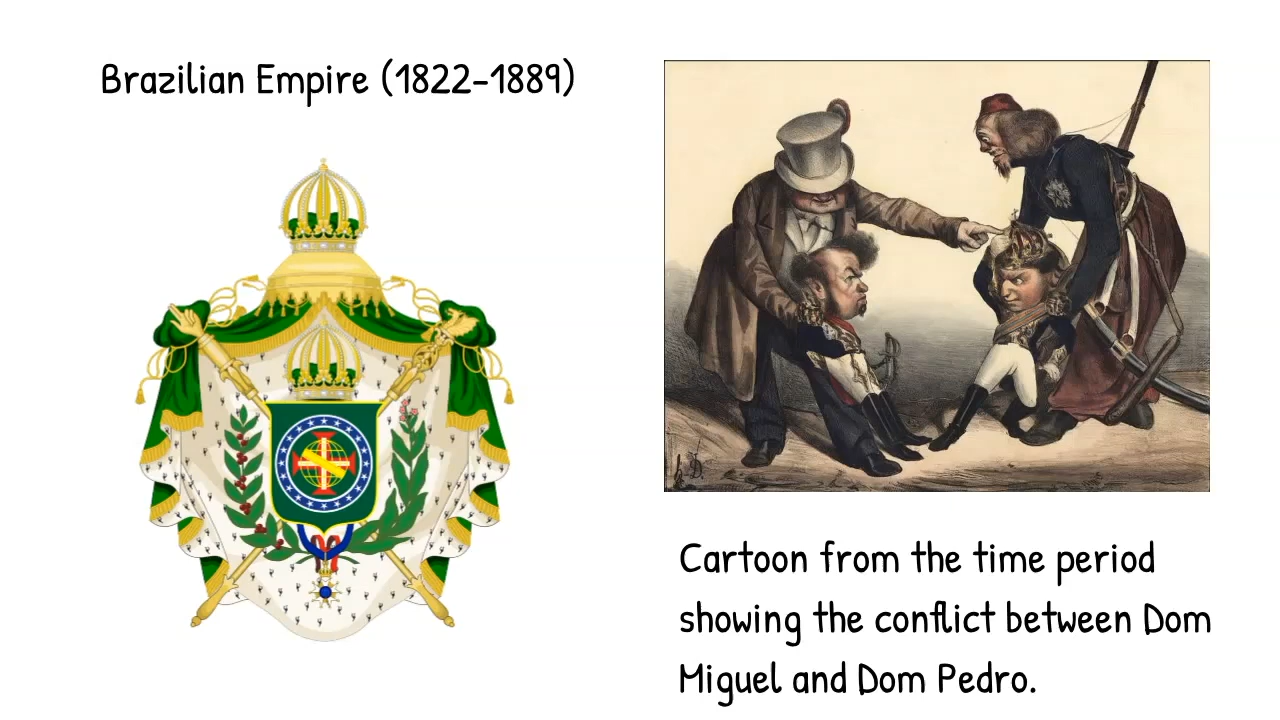 Brazilian Empire (1822-1889)
Cartoon from the time period
showing the conflict between Dom
Miguel and Dom Pedro.